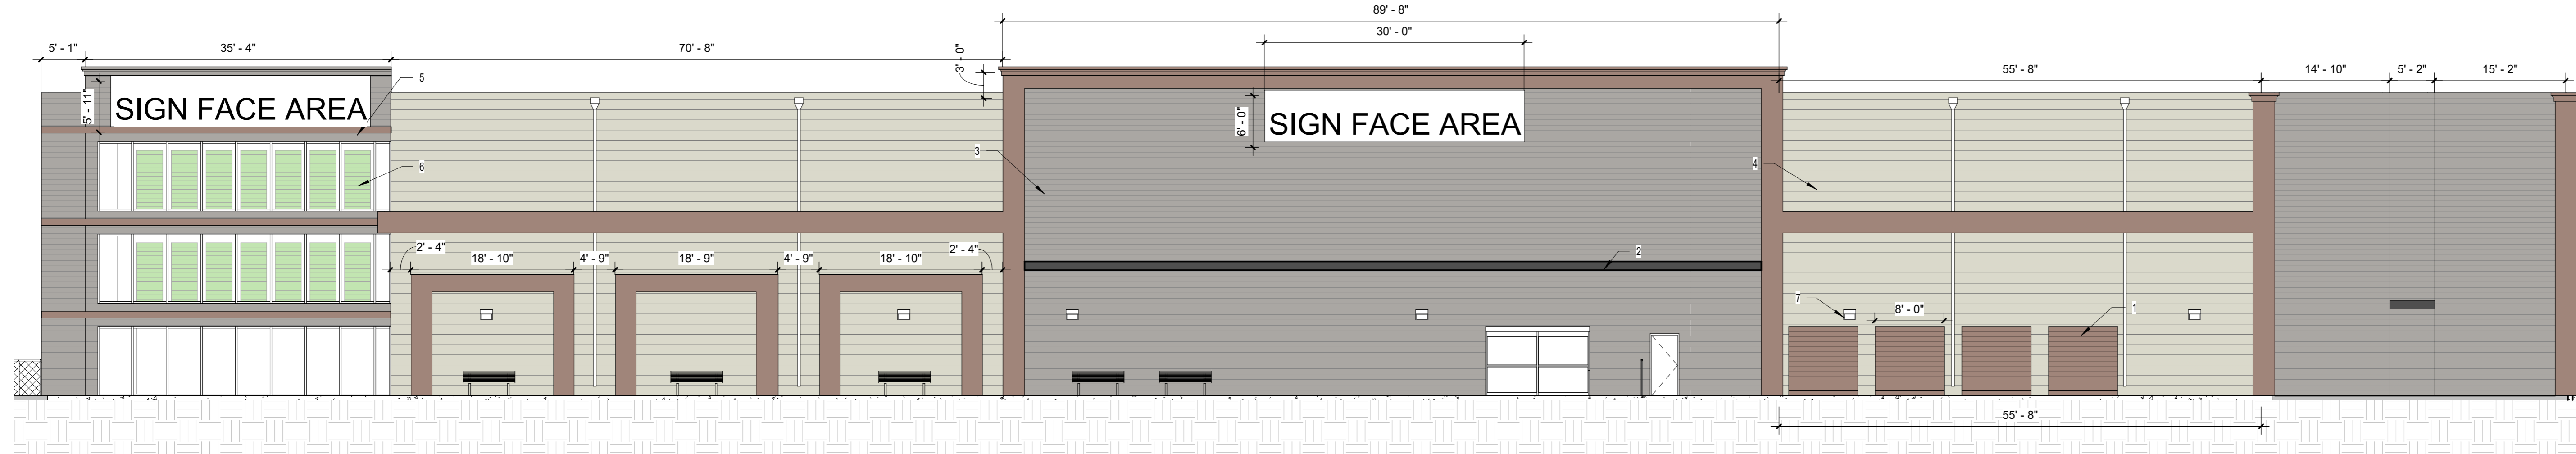 89' - 8"
30' - 0"
5' - 1"
35' - 4"
70' - 8"
3' - 0"
55' - 8"
14' - 10"
5' - 2"
15' - 2"
5
5' - 11"
SIGN FACE AREA
6' - 0"
SIGN FACE AREA
3
6
4
2' - 4"
18' - 10"
4' - 9"
18' - 9"
4' - 9"
18' - 10"
2' - 4"
2
7
8' - 0"
1
55' - 8"